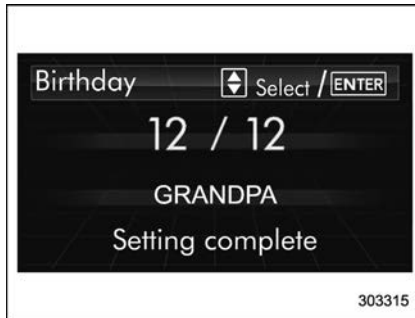 Birthday Select / ENTER
12 / 12
GRANDPA
Setting complete
303315